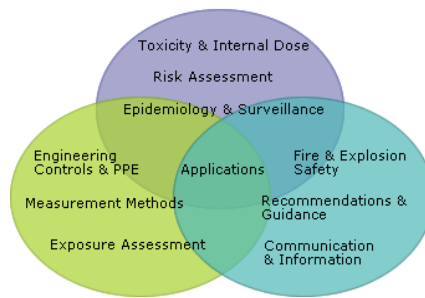 Toxicity & Internal Dose
Risk Assessment
Epidemiology & Surveillance
Engineering
Controls & PPE
Applications
Fire & Explosion
Safety
Measurement Methods
Recommendations &
Guidance
Exposure Assessment
Communication
& Information